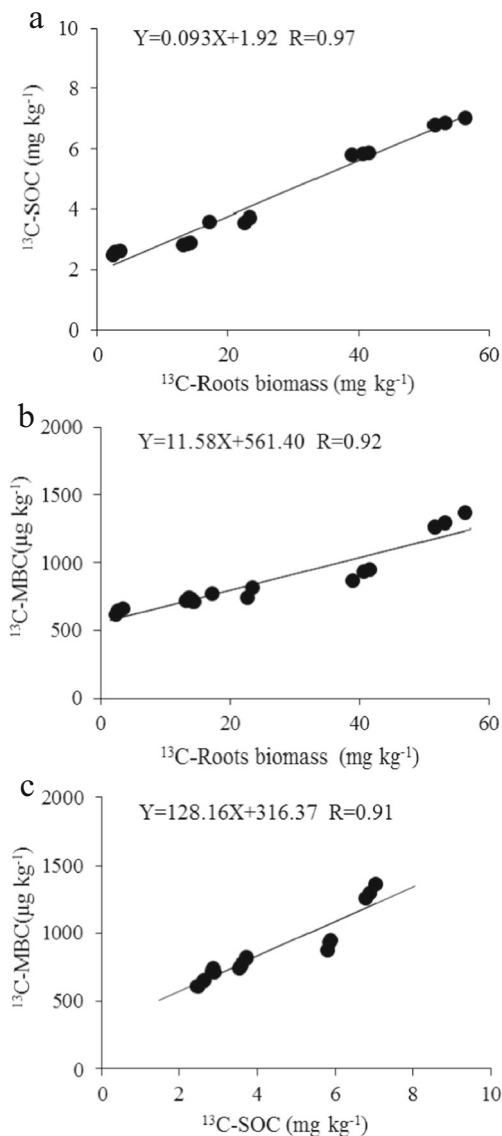 a
Y=0.093X+1.92 R=0.97
10
8
6
4
2
0
¹³C-SOC (mg kg⁻¹)
0 20 40 60
¹³C-Roots biomass (mg kg⁻¹)
b
Y=11.58X+561.40 R=0.92
2000
1500
1000
500
0
¹³C-MBC(µg kg⁻¹)
0 20 40 60
¹³C-Roots biomass (mg kg⁻¹)
c
Y=128.16X+316.37 R=0.91
2000
1500
1000
500
0
¹³C-MBC(µg kg⁻¹)
0 2 4 6 8 10
¹³C-SOC (mg kg⁻¹)